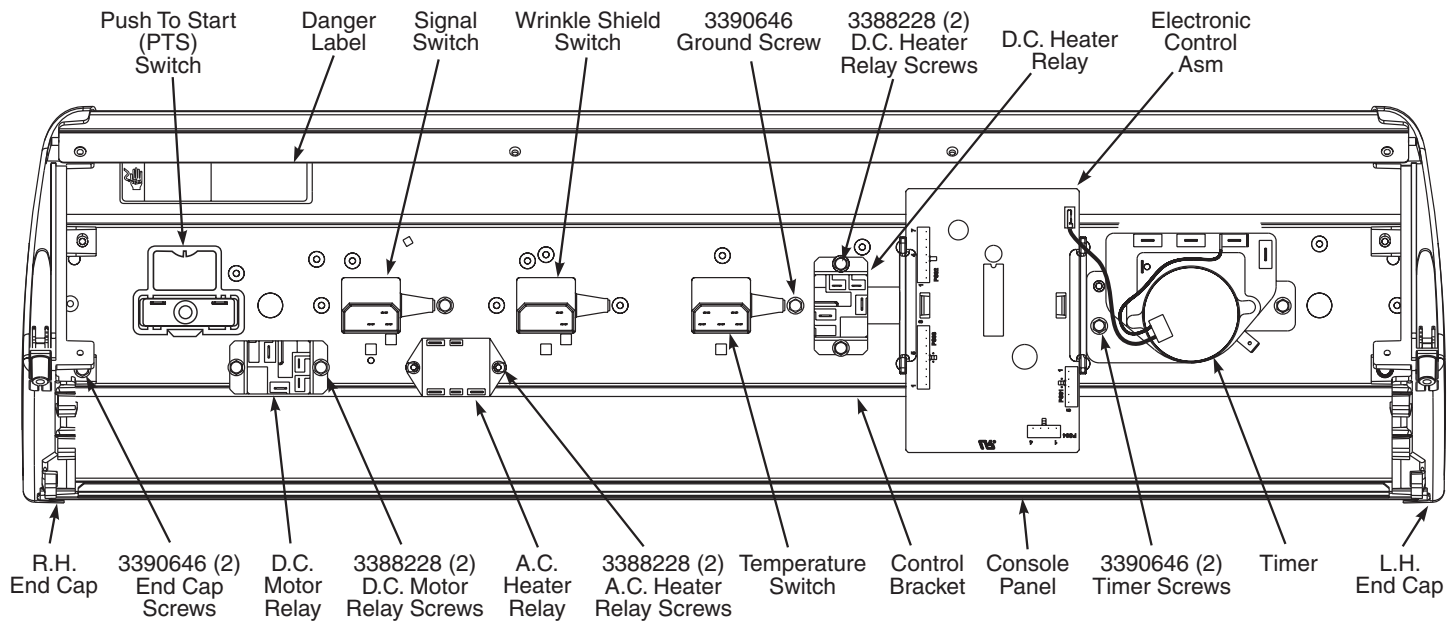 Push To Start
(PTS)
Switch
Danger
Label
Signal
Switch
Wrinkle Shield
Switch
3390646
Ground Screw
3388228 (2)
D.C. Heater
Relay Screws
D.C. Heater
Relay
Electronic
Control
Asm
R.H.
End Cap
3390646 (2)
End Cap
Screws
D.C.
Motor
Relay
3388228 (2)
D.C. Motor
Relay Screws
A.C.
Heater
Relay
3388228 (2)
A.C. Heater
Relay Screws
Temperature
Switch
Control
Bracket
Console
Panel
3390646 (2)
Timer Screws
Timer
L.H.
End Cap